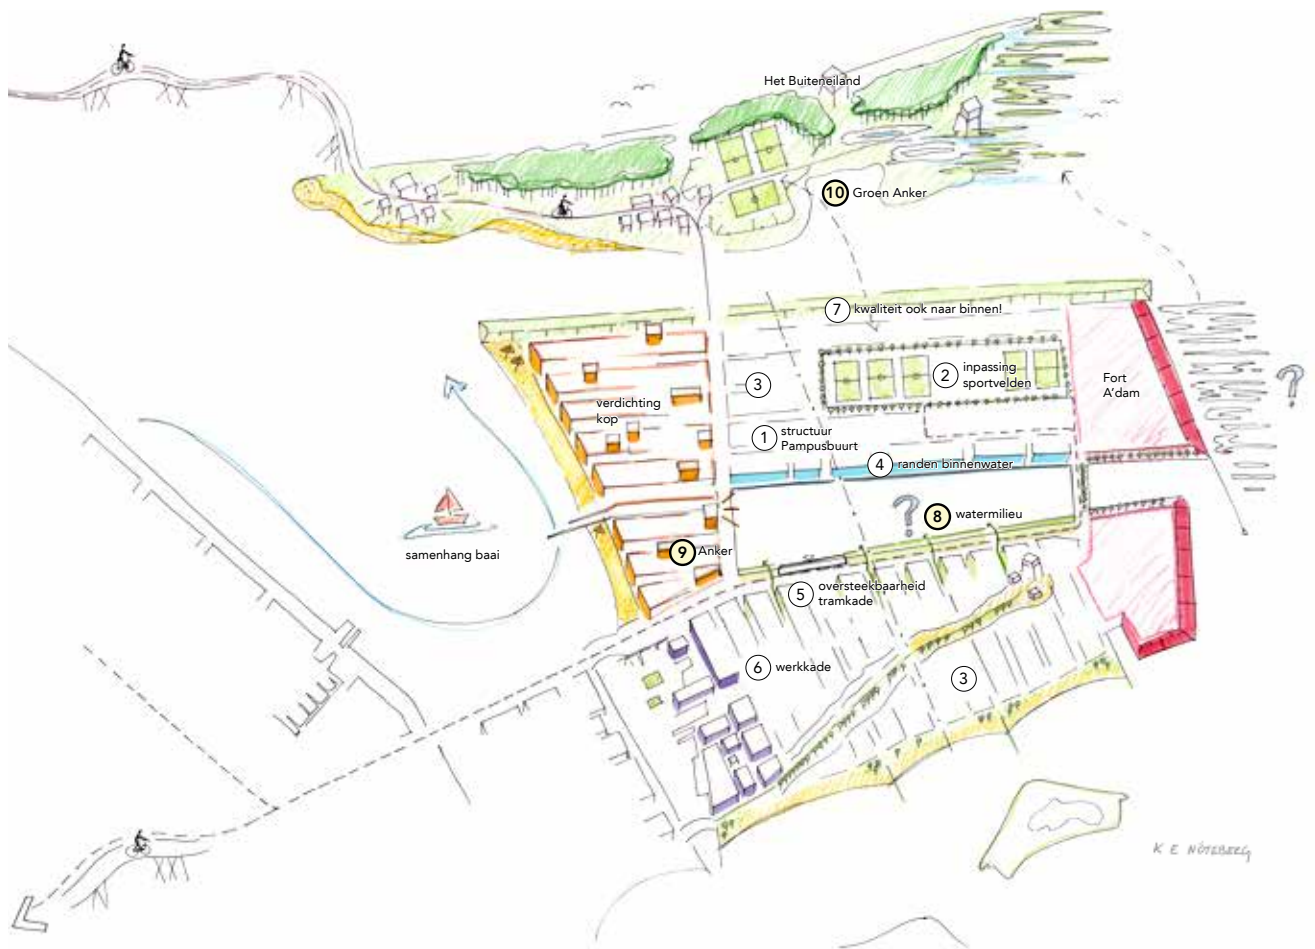 Het Buiteneiland
10 Groen Anker
7 kwaliteit ook naar binnen!
3
2 inpassing
sportvelden
Fort
A'dam
?
verdichting
kop
1 structuur
Pampusbuurt
4 randen binnenwater
? 8 watermilieu
samenhang baai
9 Anker
5 oversteekbaarheid
tramkade
6 werkkade
3
K E NÖTEBERG